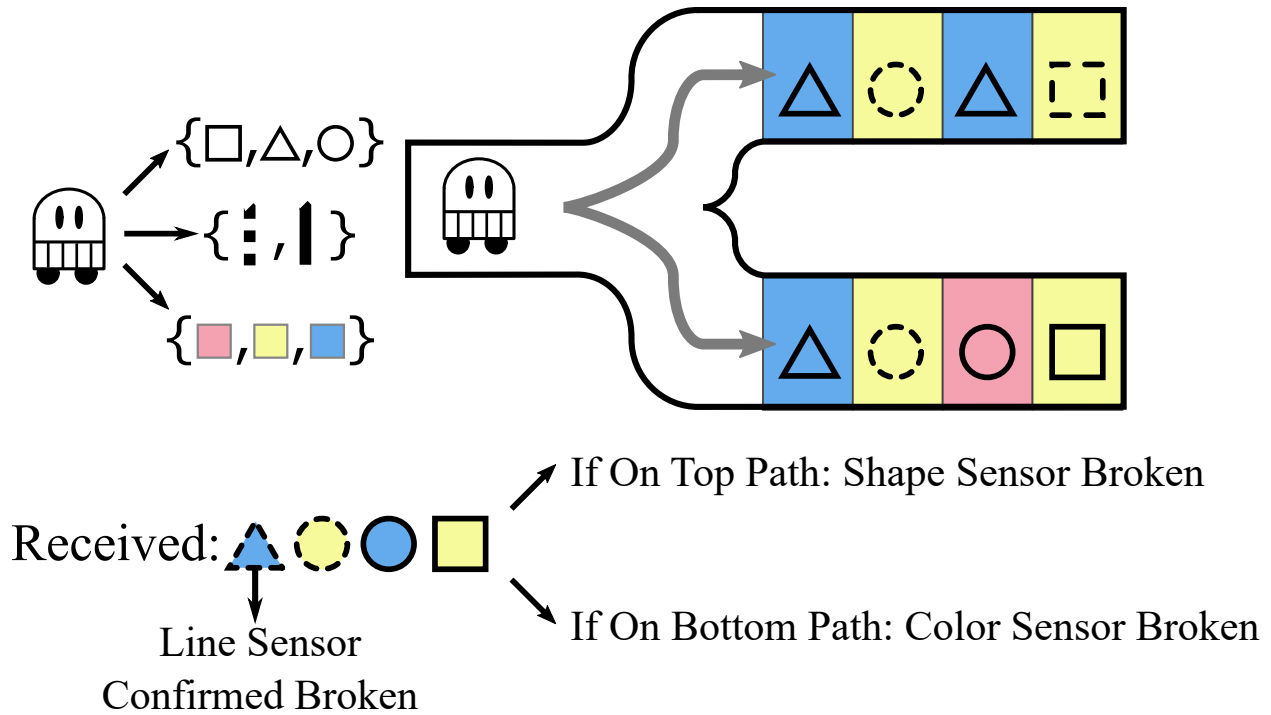 If On Top Path: Shape Sensor Broken
Received:
If On Bottom Path: Color Sensor Broken
Line Sensor
Confirmed Broken